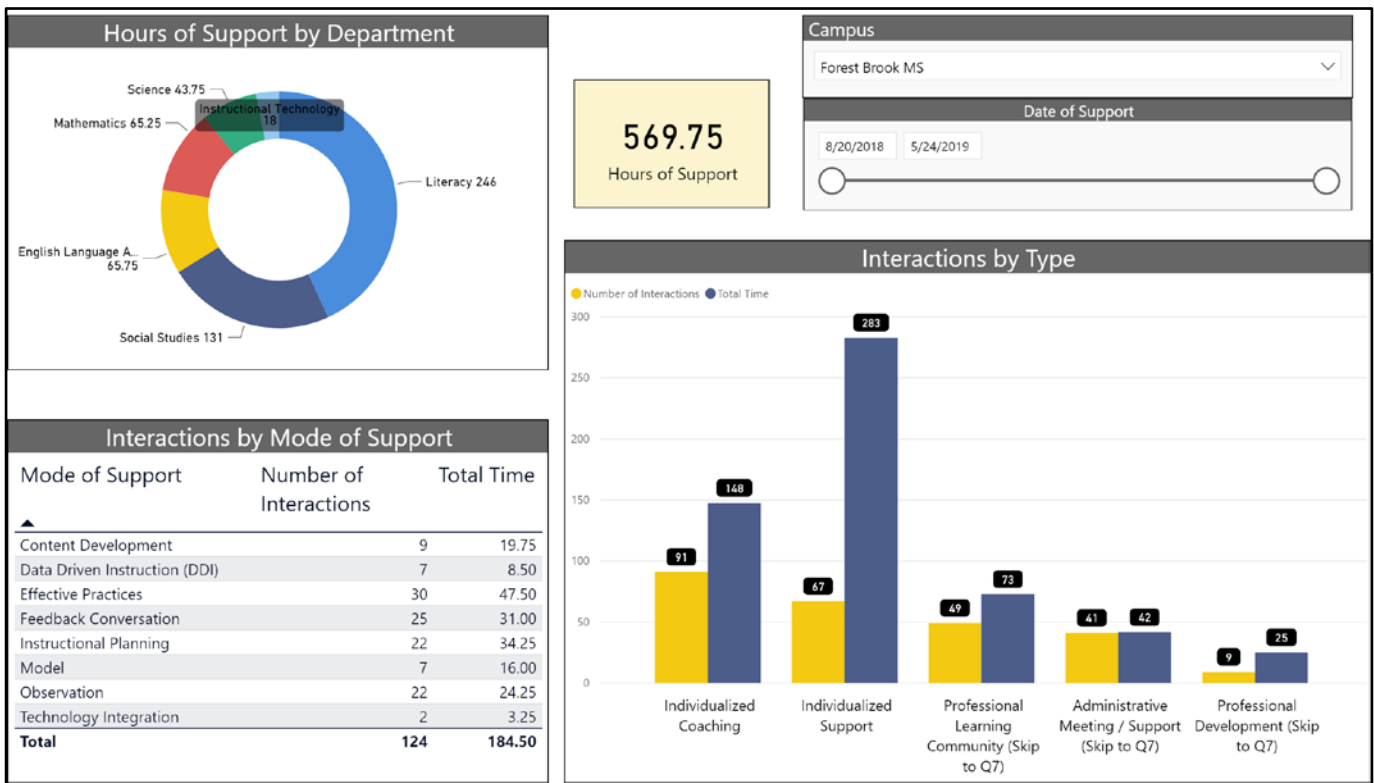 Hours of Support by Department
Science 43.75
Instructional Technology
18
Mathematics 65.25
Literacy 246
English Language A...
65.75
Social Studies 131
569.75
Hours of Support
Campus
Forest Brook MS
Date of Support
8/20/2018 5/24/2019
Interactions by Mode of Support
Mode of Support Number of Interactions Total Time
Content Development 9 19.75
Data Driven Instruction (DDI) 7 8.50
Effective Practices 30 47.50
Feedback Conversation 25 31.00
Instructional Planning 22 34.25
Model 7 16.00
Observation 22 24.25
Technology Integration 2 3.25
Total 124 184.50
Interactions by Type
Number of Interactions Total Time
300
250
200
150
100
50
0
91 148
67 283
49 73
41 42
9 25
Individualized
Coaching
Individualized
Support
Professional
Learning
Community (Skip
to Q7)
Administrative
Meeting / Support
(Skip to Q7)
Professional
Development (Skip
to Q7)